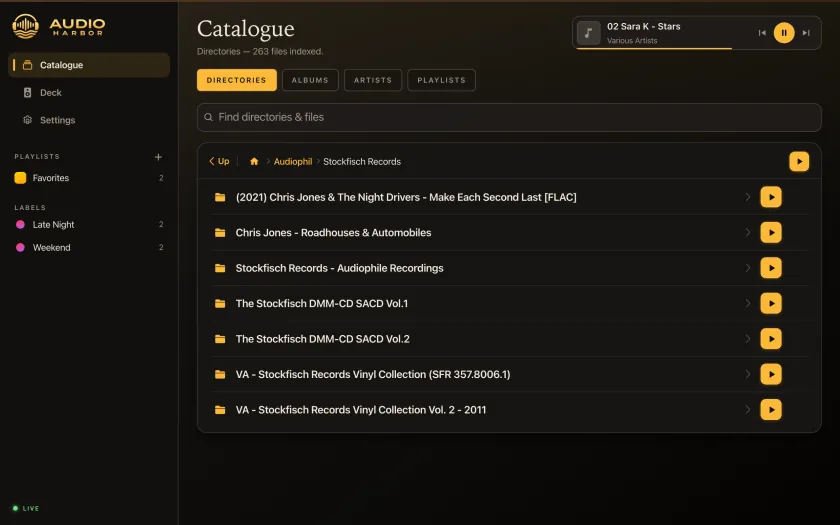 AUDIO
HARBOR
Catalogue
Deck
Settings
PLAYLISTS
Favorites 2
LABELS
Late Night 2
Weekend 2
LIVE
Catalogue
Directories — 263 files indexed.
02 Sara K - Stars
Various Artists
DIRECTORIES ALBUMS ARTISTS PLAYLISTS
Find directories & files
Up Audiophil Stockfisch Records
(2021) Chris Jones & The Night Drivers - Make Each Second Last [FLAC]
Chris Jones - Roadhouses & Automobiles
Stockfisch Records - Audiophile Recordings
The Stockfisch DMM-CD SACD Vol.1
The Stockfisch DMM-CD SACD Vol.2
VA - Stockfisch Records Vinyl Collection (SFR 357.8006.1)
VA - Stockfisch Records Vinyl Collection Vol. 2 - 2011